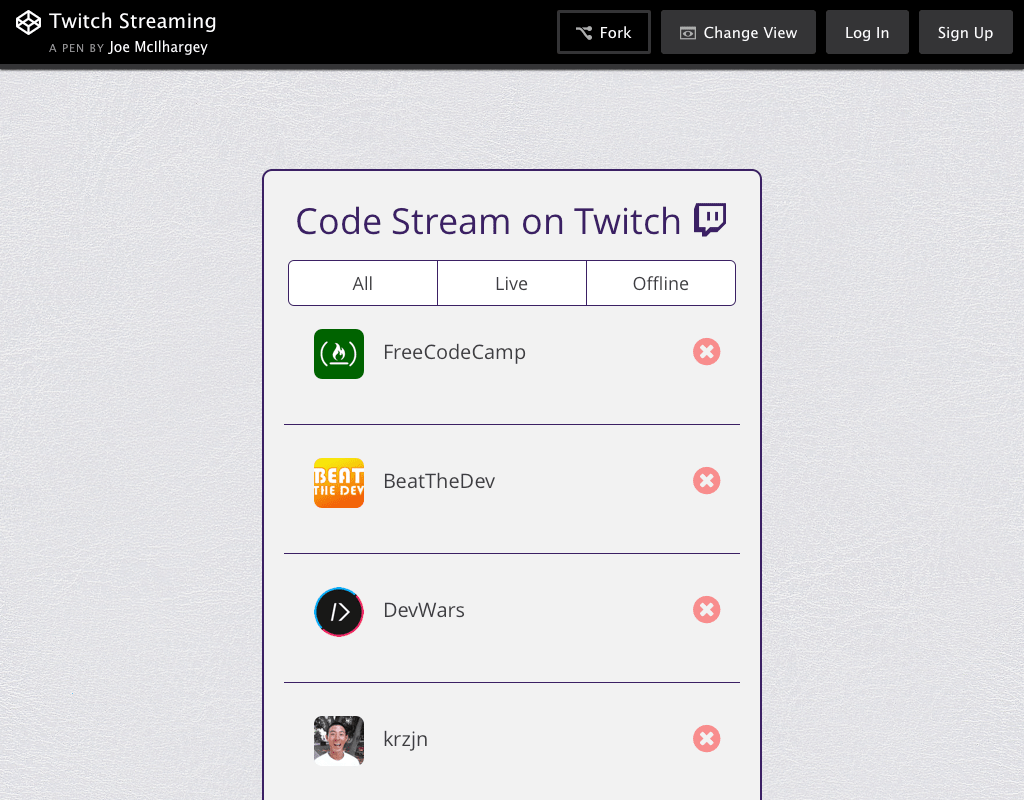 Twitch Streaming
A PEN BY Joe McIlhargey
Fork
Change View
Log In
Sign Up
Code Stream on Twitch
All
Live
Offline
FreeCodeCamp
BEAT
THE DEV
BeatTheDev
DevWars
krzjn